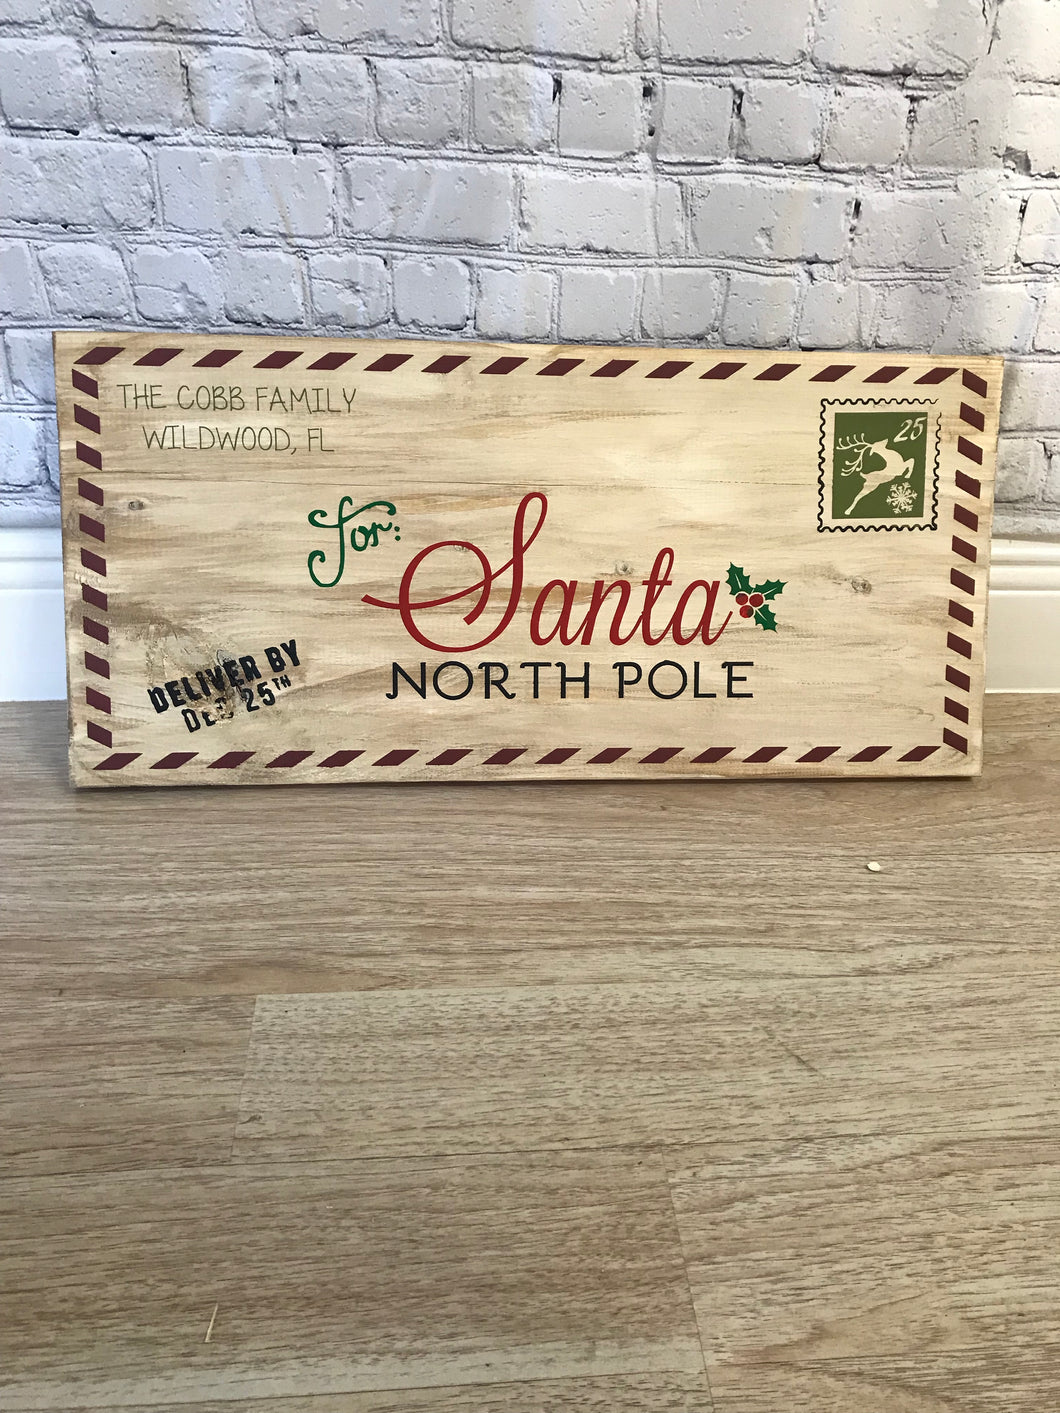 THE COBB FAMILY
WILDWOOD, FL
25
For:
Santa
NORTH POLE
DELIVER BY
DEC 25TH